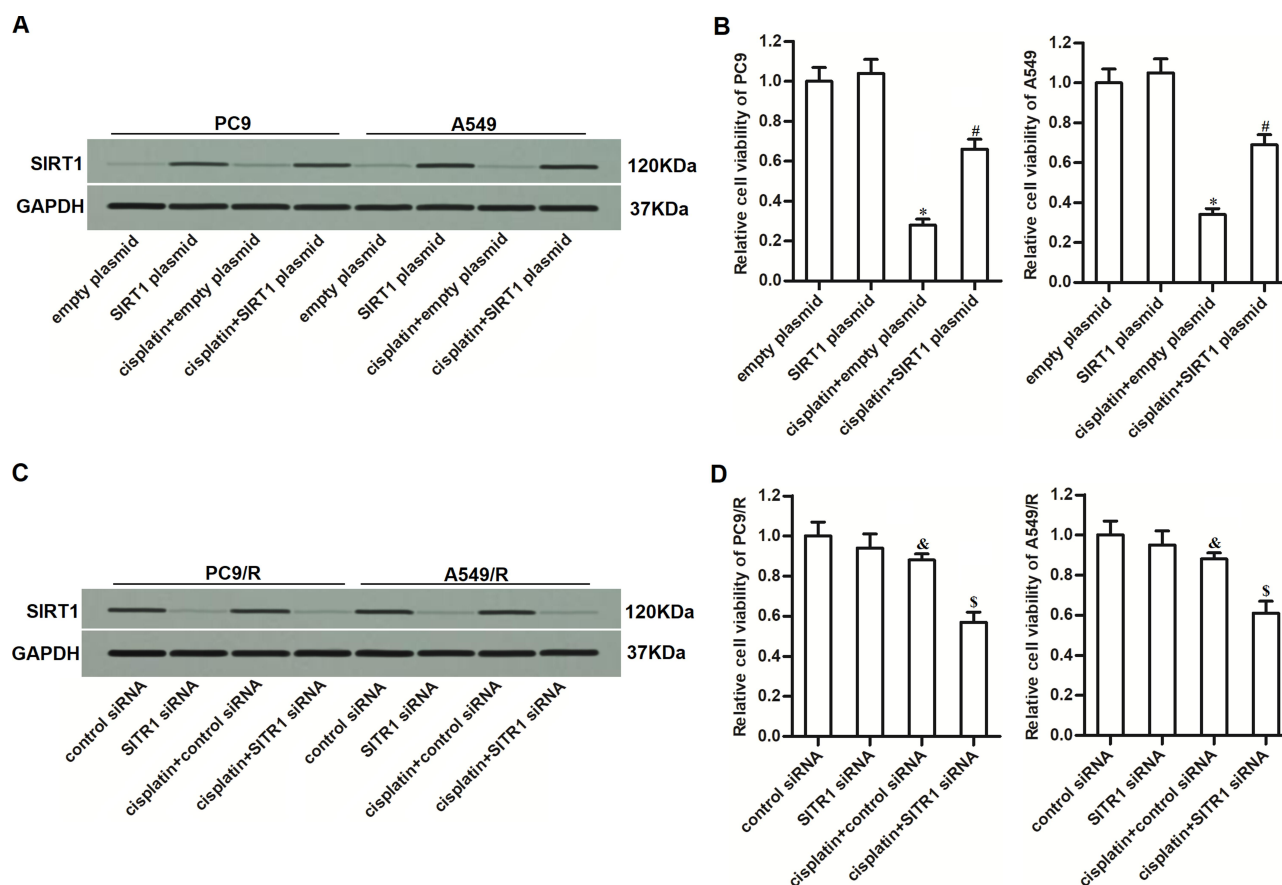 A
PC9 A549
SIRT1 120KDa
GAPDH 37KDa
empty plasmid
SIRT1 plasmid
cisplatin+empty plasmid
cisplatin+SIRT1 plasmid
empty plasmid
SIRT1 plasmid
cisplatin+empty plasmid
cisplatin+SIRT1 plasmid
B
Relative cell viability of PC9
1.2
1.0
0.8
0.6
0.4
0.2
0.0
*
#
empty plasmid
SIRT1 plasmid
cisplatin+empty plasmid
cisplatin+SIRT1 plasmid
Relative cell viability of A549
1.2
1.0
0.8
0.6
0.4
0.2
0.0
*
#
empty plasmid
SIRT1 plasmid
cisplatin+empty plasmid
cisplatin+SIRT1 plasmid
C
PC9/R A549/R
SIRT1 120KDa
GAPDH 37KDa
control siRNA
SITR1 siRNA
cisplatin+control siRNA
cisplatin+SITR1 siRNA
control siRNA
SITR1 siRNA
cisplatin+control siRNA
cisplatin+SITR1 siRNA
D
Relative cell viability of PC9/R
1.2
1.0
0.8
0.6
0.4
0.2
0.0
&
$
control siRNA
SITR1 siRNA
cisplatin+control siRNA
cisplatin+SITR1 siRNA
Relative cell viability of A549/R
1.2
1.0
0.8
0.6
0.4
0.2
0.0
&
$
control siRNA
SITR1 siRNA
cisplatin+control siRNA
cisplatin+SITR1 siRNA